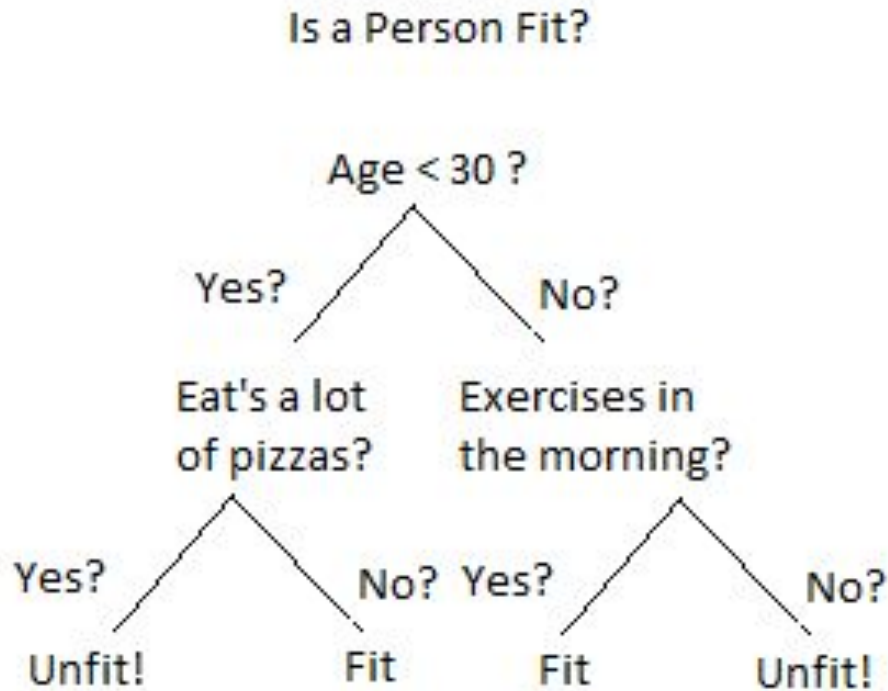 Is a Person Fit?
Age < 30 ?
Yes?
No?
Eat's a lot
of pizzas?
Exercises in
the morning?
Yes?
No?
Yes?
No?
Unfit!
Fit
Fit
Unfit!